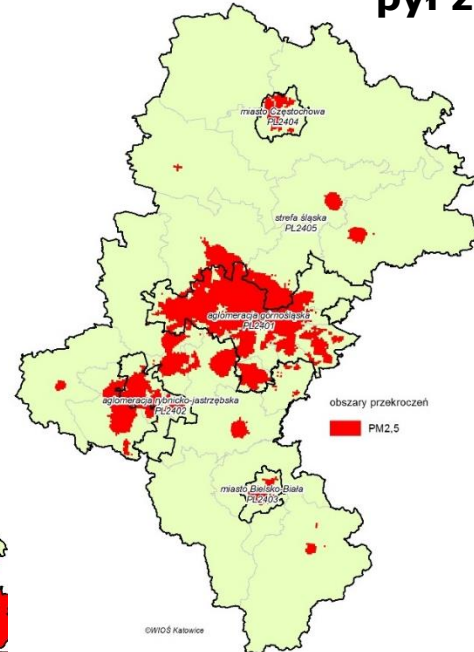 pył z
miasto Częstochowa
PL2404
strefa śląska
PL2405
aglomeracja górnośląska
PL2401
obszary przekroczeń
PM2,5
aglomeracja rybnicko-jastrzębska
PL2402
miasto Bielsko-Biała
PL2403
©WIOŚ Katowice